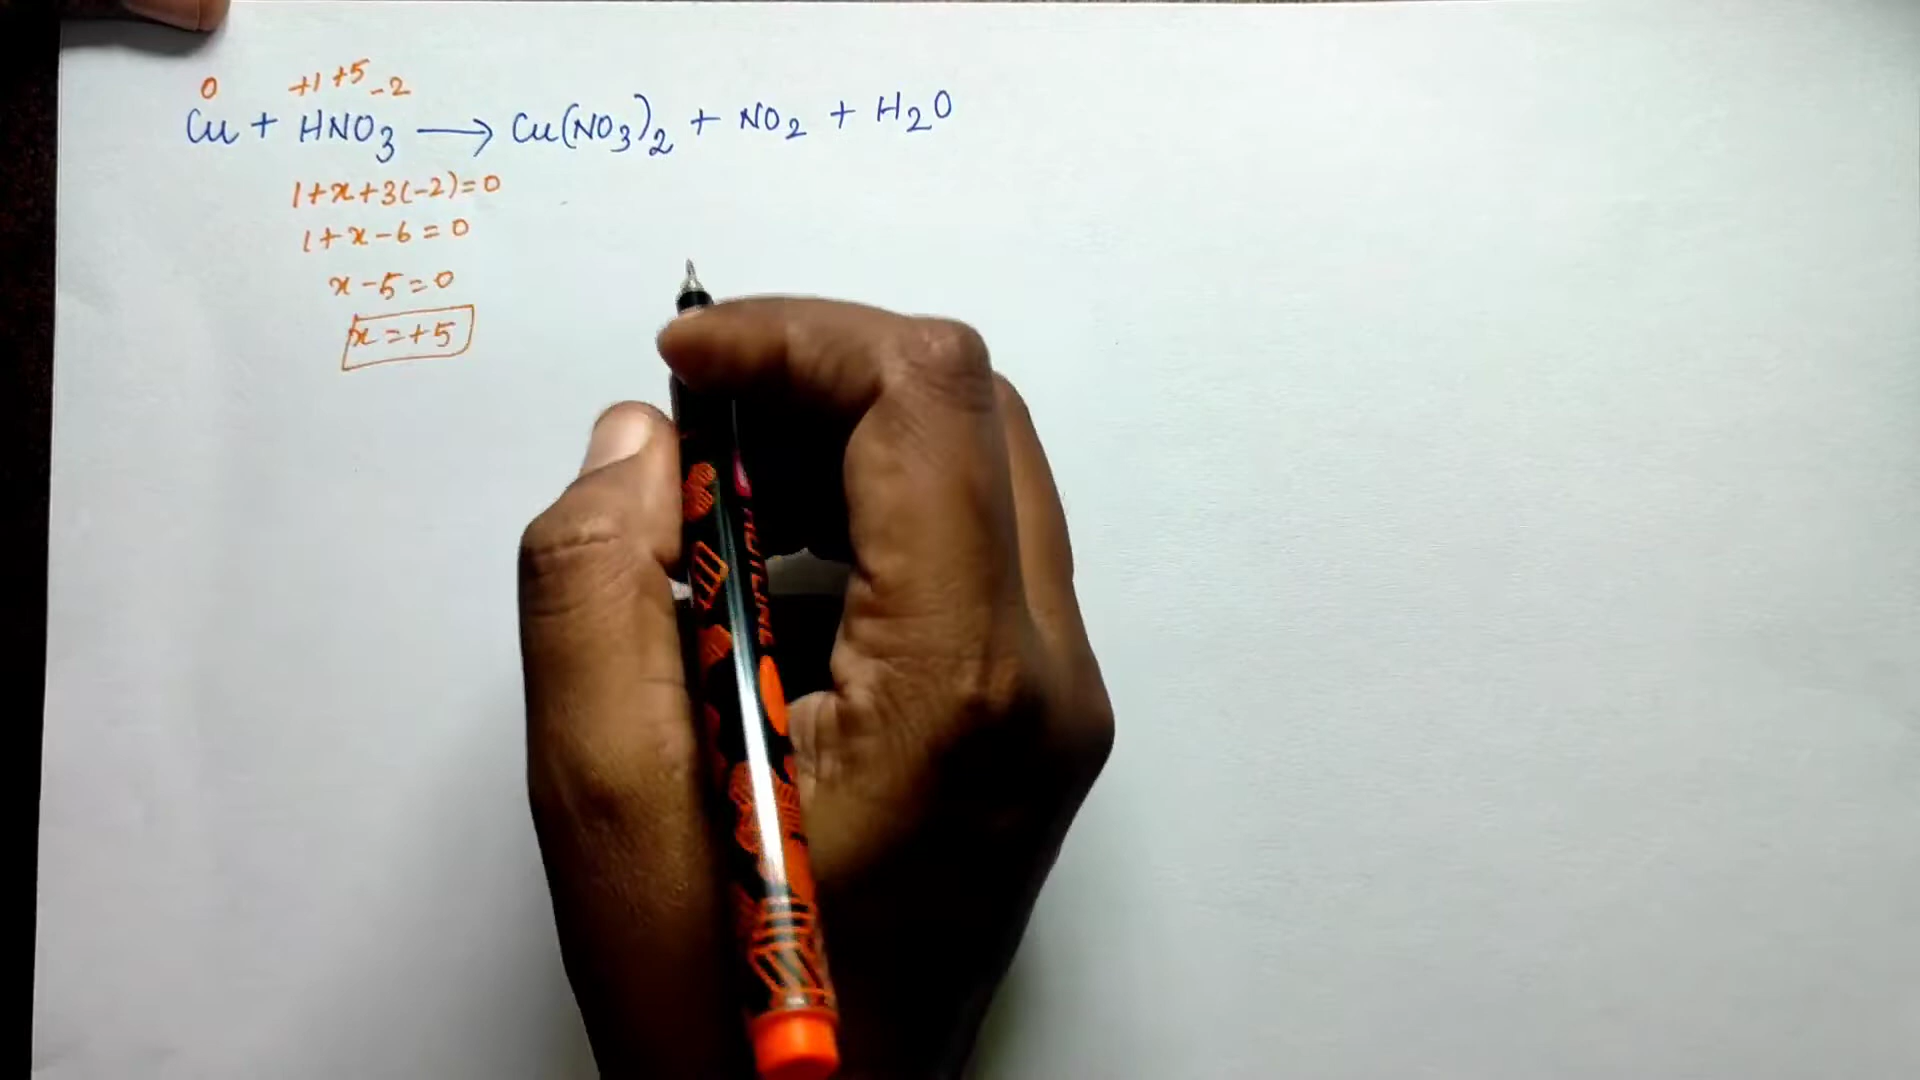 0 +1 +5 -2
Cu + HNO3 ⟶ Cu(NO3)2 + NO2 + H2O
1+x+3(-2)=0
1+x-6=0
x-5=0
x=+5